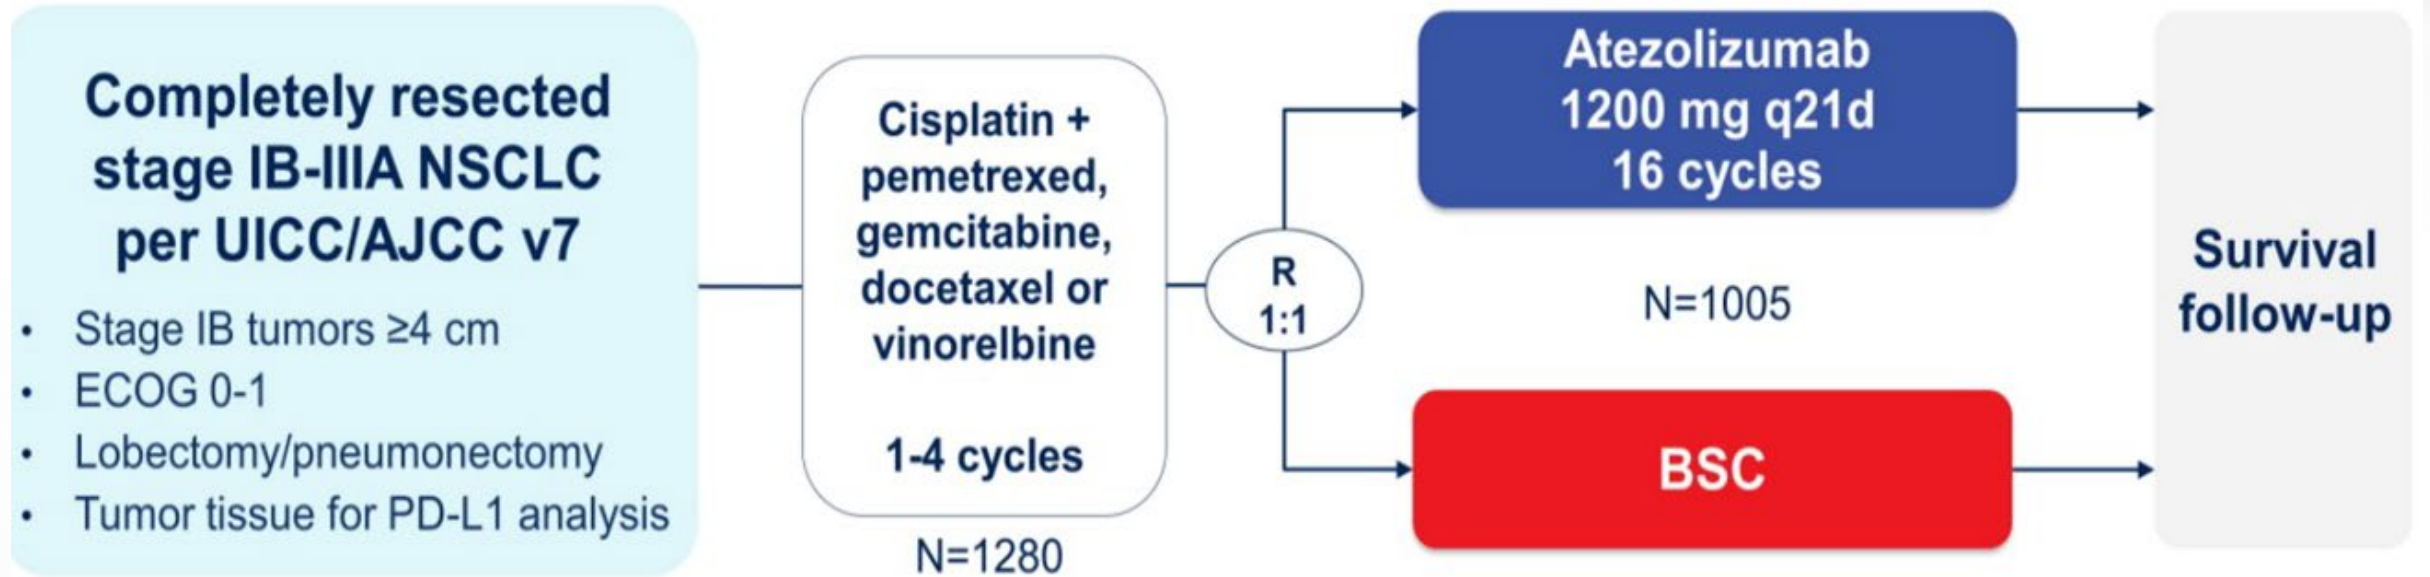 Completely resected
stage IB-IIIA NSCLC
per UICC/AJCC v7
• Stage IB tumors ≥4 cm
• ECOG 0-1
• Lobectomy/pneumonectomy
• Tumor tissue for PD-L1 analysis
Cisplatin +
pemetrexed,
gemcitabine,
docetaxel or
vinorelbine
1-4 cycles
N=1280
R
1:1
Atezolizumab
1200 mg q21d
16 cycles
N=1005
BSC
Survival
follow-up